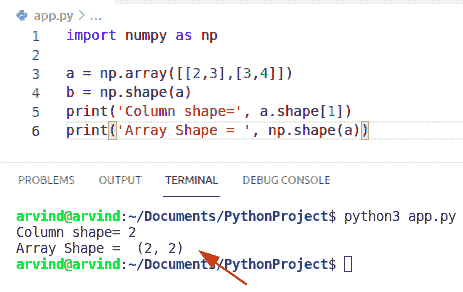 app.py > ...
1 import numpy as np
2
3 a = np.array([[2,3],[3,4]])
4 b = np.shape(a)
5 print('Column shape=', a.shape[1])
6 print('Array Shape = ', np.shape(a))
PROBLEMS OUTPUT TERMINAL DEBUG CONSOLE
arvind@arvind:~/Documents/PythonProject$ python3 app.py
Column shape= 2
Array Shape =  (2, 2)
arvind@arvind:~/Documents/PythonProject$